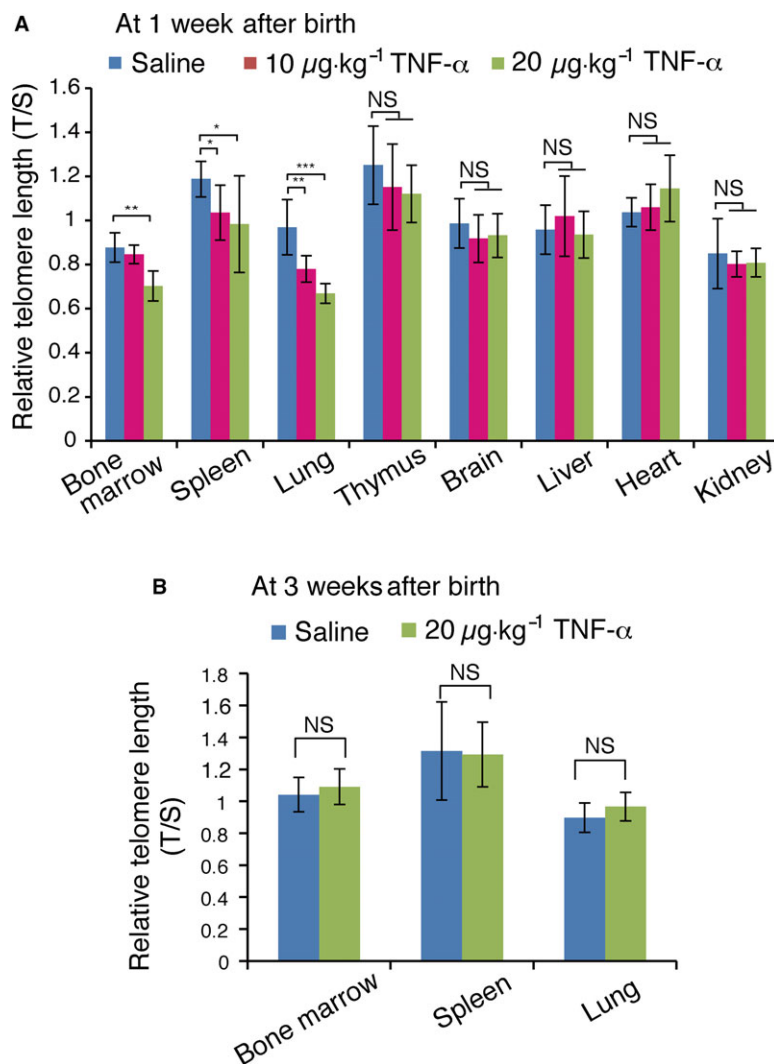 A At 1 week after birth
Saline 10 µg·kg⁻¹ TNF-α 20 µg·kg⁻¹ TNF-α
Relative telomere length (T/S)
1.6
1.4
1.2
1
0.8
0.6
0.4
0.2
0
** * * *** ** NS NS NS NS NS
Bone marrow Spleen Lung Thymus Brain Liver Heart Kidney
B At 3 weeks after birth
Saline 20 µg·kg⁻¹ TNF-α
Relative telomere length
(T/S)
1.8
1.6
1.4
1.2
1
0.8
0.6
0.4
0.2
0
NS NS NS
Bone marrow Spleen Lung